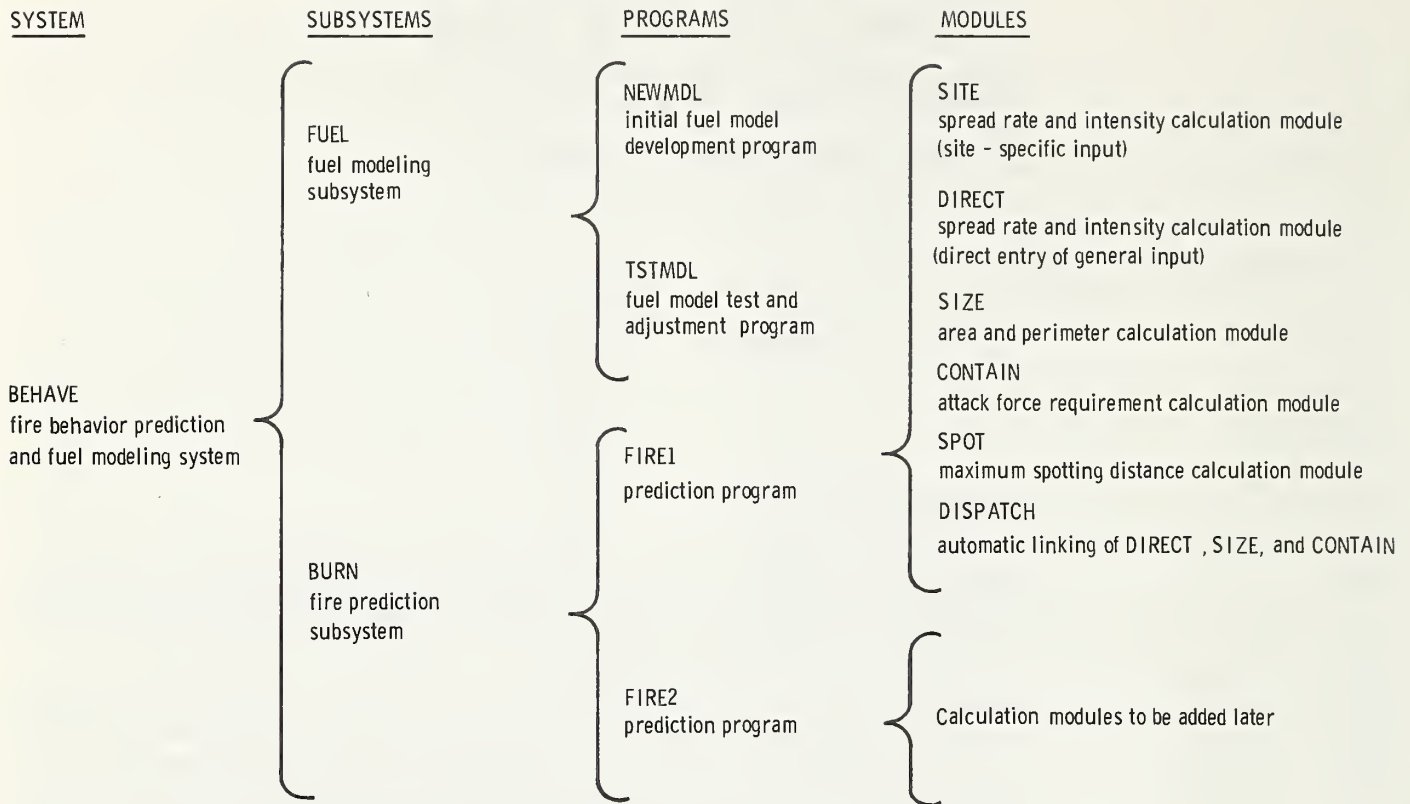 SYSTEM
SUBSYSTEMS
PROGRAMS
MODULES
BEHAVE
fire behavior prediction
and fuel modeling system
FUEL
fuel modeling
subsystem
BURN
fire prediction
subsystem
NEWMDL
initial fuel model
development program
TSTMDL
fuel model test and
adjustment program
FIRE1
prediction program
FIRE2
prediction program
SITE
spread rate and intensity calculation module
(site - specific input)
DIRECT
spread rate and intensity calculation module
(direct entry of general input)
SIZE
area and perimeter calculation module
CONTAIN
attack force requirement calculation module
SPOT
maximum spotting distance calculation module
DISPATCH
automatic linking of DIRECT , SIZE, and CONTAIN
Calculation modules to be added later